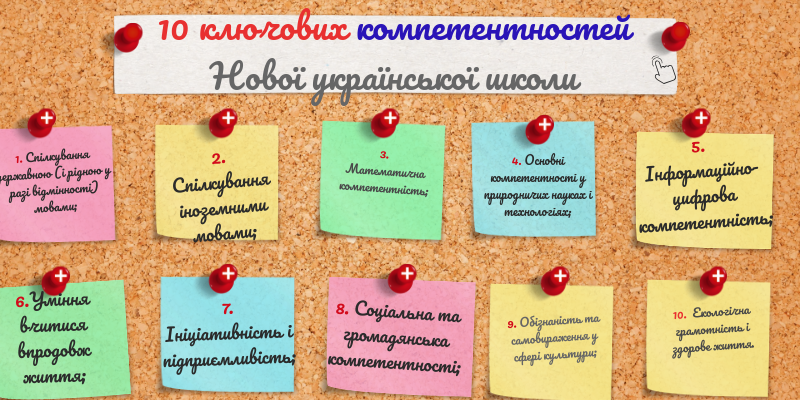 10 ключових компетентностей
Нової української школи
1. Спілкування
державною (і рідною у
разі відмінності)
мовами;
2.
Спілкування
іноземними
мовами;
3.
Математична
компетентність;
4. Основні
компетентності у
природничих науках і
технологіях;
5.
Інформаційно-
цифрова
компетентність;
6. Уміння
вчитися
впродовж
життя;
7.
Ініціативність і
підприємливість;
8. Соціальна та
громадянська
компетентності;
9. Обізнаність та
самовираження у
сфері культури;
10. Екологічна
грамотність і
здорове життя.